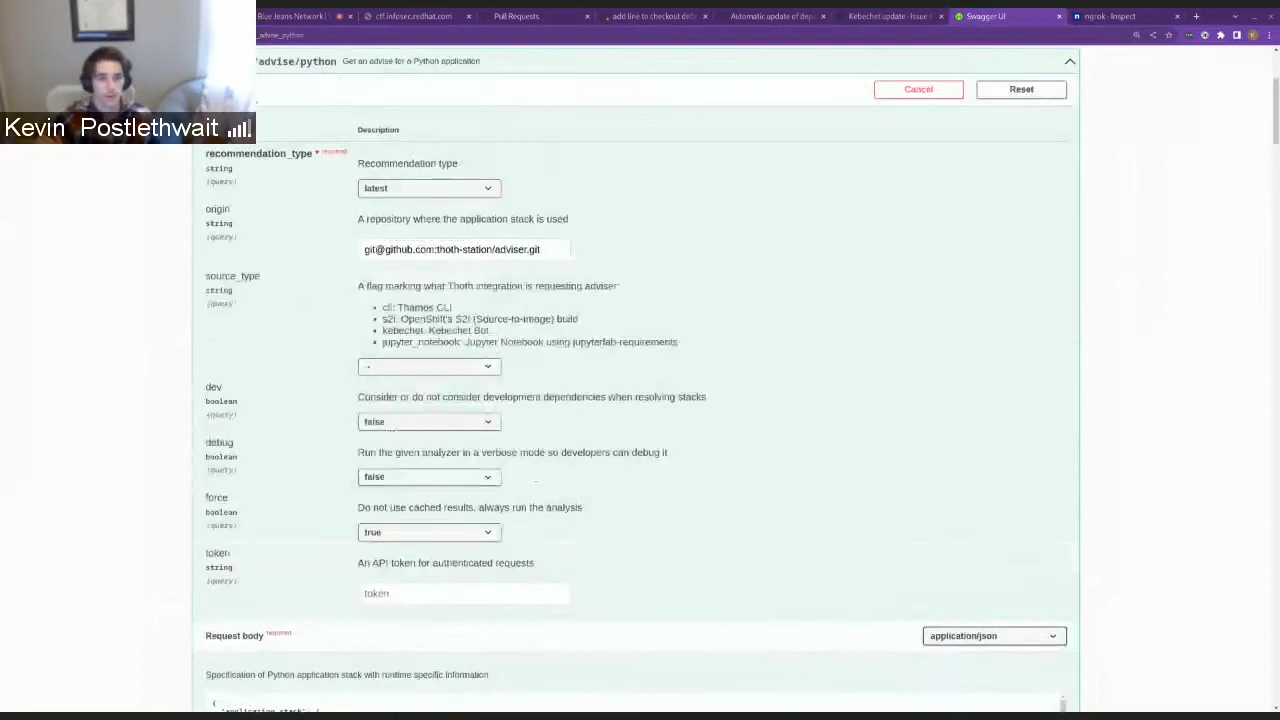 Blue Jeans Network |
ctf.infosec.redhat.com
Pull Requests
add line to checkout def
Automatic update of dep
Kebechet update · Issue
Swagger UI
ngrok - Inspect
_advise_python
/advise/python Get an advise for a Python application
Cancel
Reset
Kevin Postlethwait
Description
recommendation_type * required
string
(query)
Recommendation type
latest
origin
string
(query)
A repository where the application stack is used
git@github.com:thoth-station/adviser.git
source_type
string
(query)
A flag marking what Thoth integration is requesting adviser:
cli: Thamos CLI
s2i: OpenShift's S2I (Source-to-Image) build
kebechet: Kebechet Bot
jupyter_notebook: Jupyter Notebook using jupyterlab-requirements
--
dev
boolean
(query)
Consider or do not consider development dependencies when resolving stacks
false
debug
boolean
(query)
Run the given analyzer in a verbose mode so developers can debug it
false
force
boolean
(query)
Do not use cached results, always run the analysis
true
token
string
(query)
An API token for authenticated requests
token
Request body required
application/json
Specification of Python application stack with runtime specific information
{
"application_stack": {